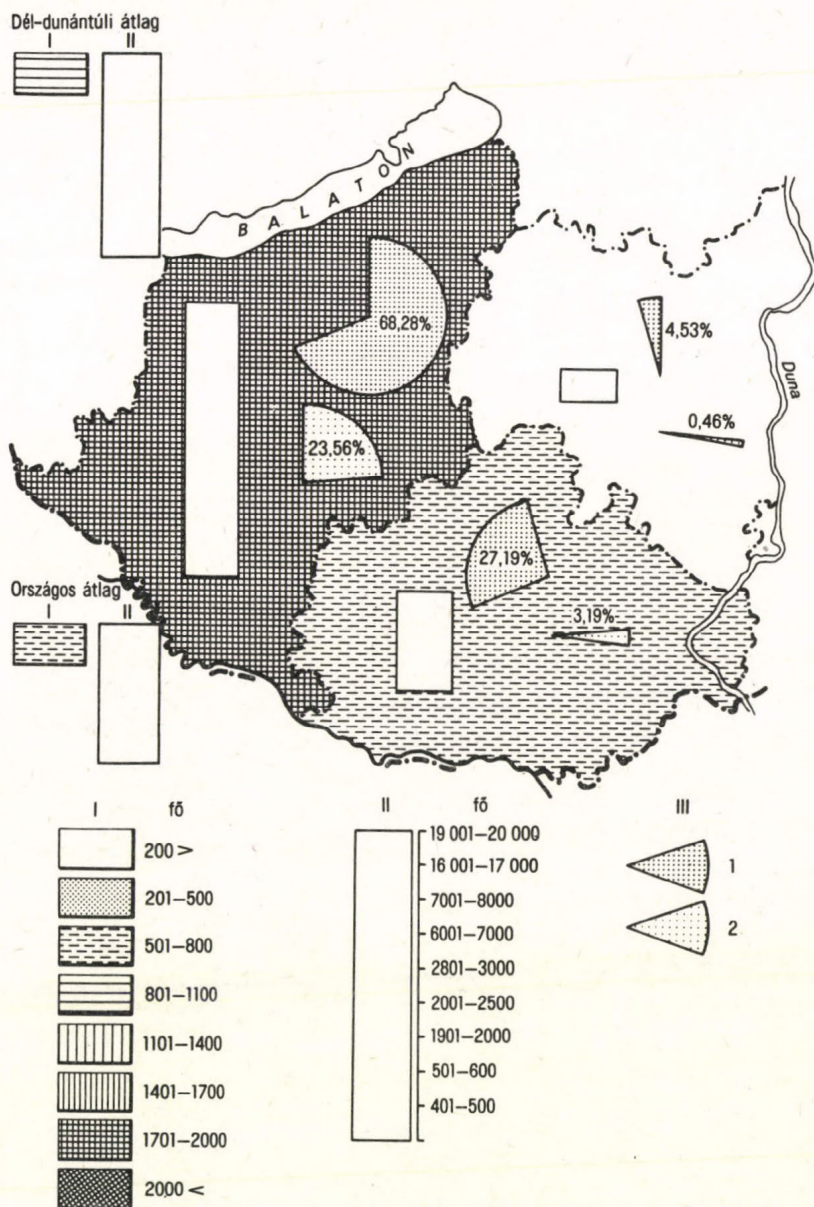 Dél-dunántúli átlag
I II
BALATON
68,28%
4,53%
Duna
0,46%
23,56%
27,19%
3,19%
Országos átlag
I II
I fő
200 >
201–500
501–800
801–1100
1101–1400
1401–1700
1701–2000
2000 <
II fő
19 001–20 000
16 001–17 000
7001–8000
6001–7000
2801–3000
2001–2500
1901–2000
501–600
401–500
III
1
2